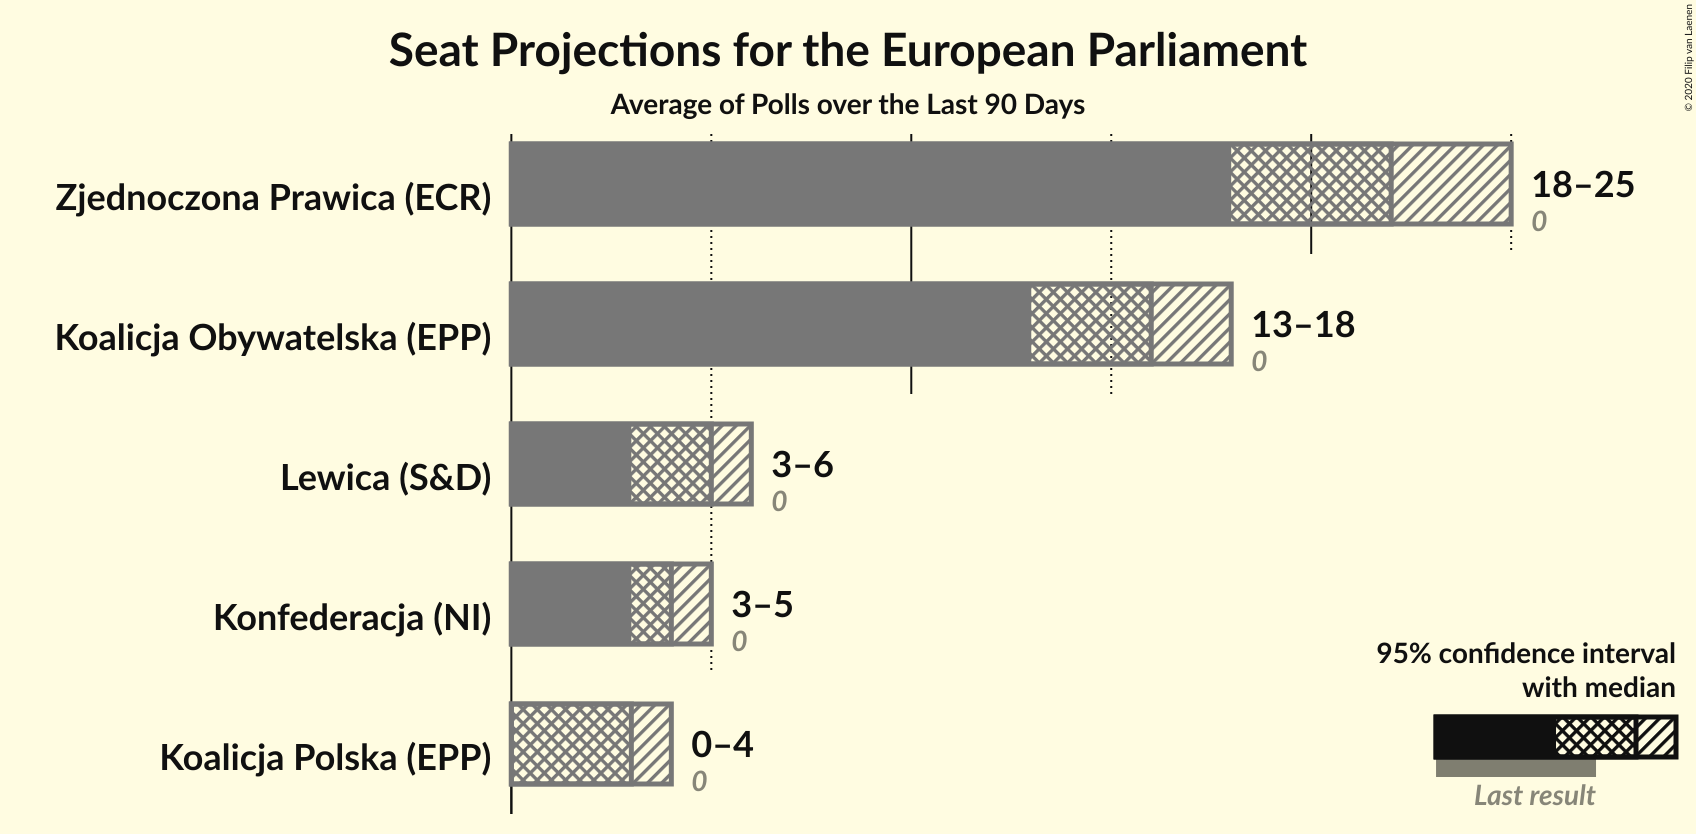 Seat Projections for the European Parliament
Average of Polls over the Last 90 Days
© 2020 Filip van Laenen
Zjednoczona Prawica (ECR)
18–25
0
Koalicja Obywatelska (EPP)
13–18
0
Lewica (S&D)
3–6
0
Konfederacja (NI)
3–5
0
Koalicja Polska (EPP)
0–4
0
95% confidence interval
with median
Last result